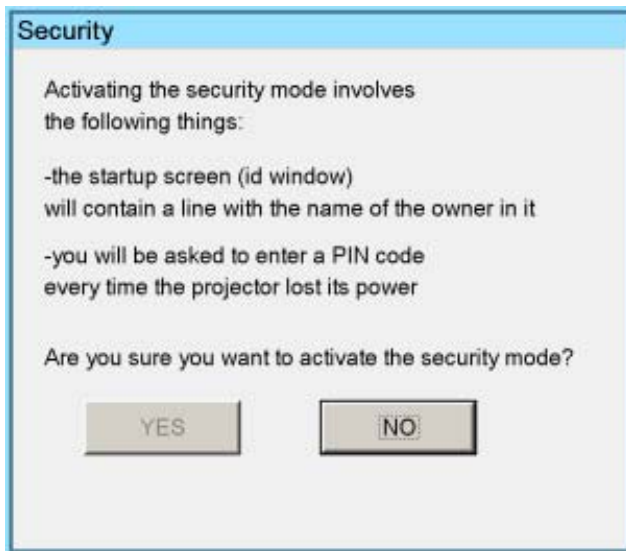 Security
Activating the security mode involves
the following things:
-the startup screen (id window)
will contain a line with the name of the owner in it
-you will be asked to enter a PIN code
every time the projector lost its power
Are you sure you want to activate the security mode?
YES
NO